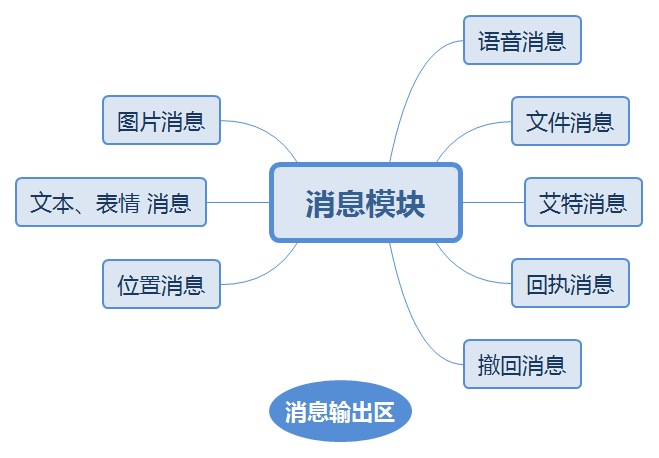 语音消息
图片消息
文件消息
文本、表情 消息
消息模块
艾特消息
位置消息
回执消息
撤回消息
消息输出区